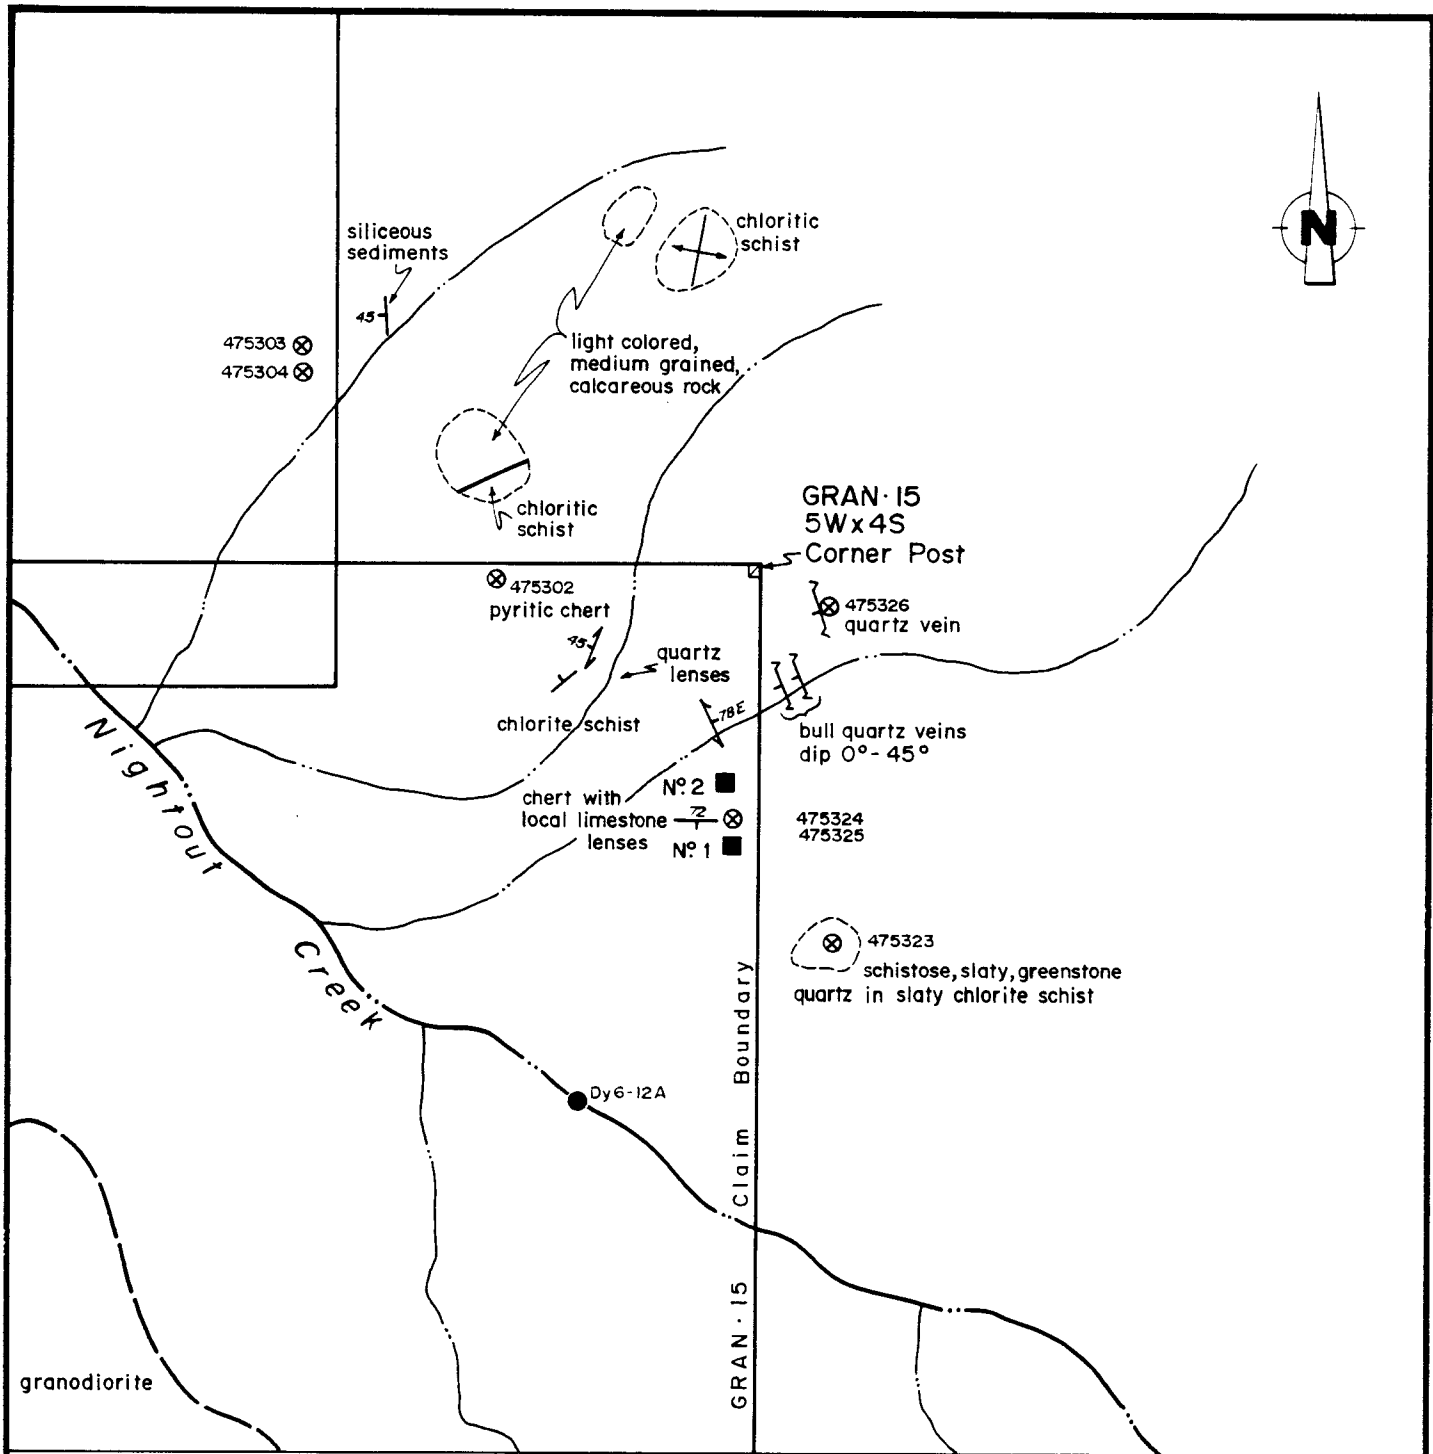 N
siliceous
sediments
45
475303
475304
chloritic
schist
light colored,
medium grained,
calcareous rock
chloritic
schist
GRAN·15
5W x 4S
Corner Post
475302
pyritic chert
45
quartz
lenses
475326
quartz vein
chlorite schist
78E
bull quartz veins
dip 0°-45°
Nightout
Creek
Nº 2
chert with
local limestone
lenses
72
Nº 1
475324
475325
475323
schistose, slaty, greenstone
quartz in slaty chlorite schist
Dy6-12A
GRAN·15 Claim Boundary
granodiorite